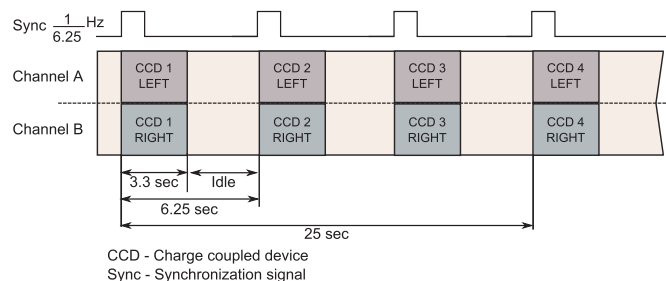 Sync 1/6.25 Hz
Channel A
CCD 1 LEFT
CCD 2 LEFT
CCD 3 LEFT
CCD 4 LEFT
Channel B
CCD 1 RIGHT
CCD 2 RIGHT
CCD 3 RIGHT
CCD 4 RIGHT
3.3 sec
Idle
6.25 sec
25 sec
CCD - Charge coupled device
Sync - Synchronization signal